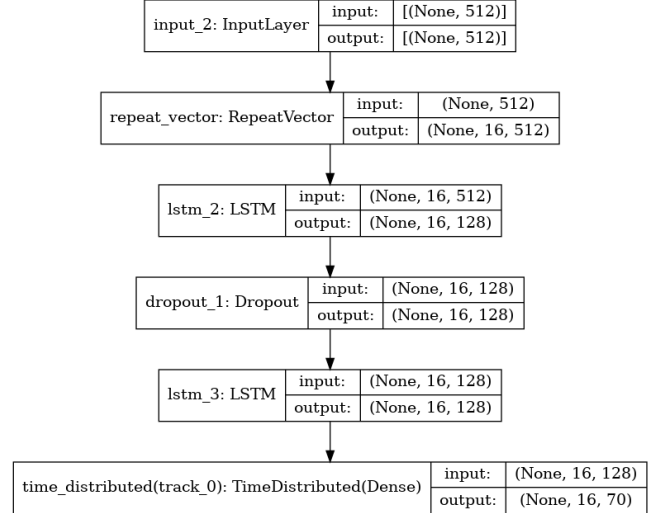 input_2: InputLayer
input: [(None, 512)]
output: [(None, 512)]
repeat_vector: RepeatVector
input: (None, 512)
output: (None, 16, 512)
lstm_2: LSTM
input: (None, 16, 512)
output: (None, 16, 128)
dropout_1: Dropout
input: (None, 16, 128)
output: (None, 16, 128)
lstm_3: LSTM
input: (None, 16, 128)
output: (None, 16, 128)
time_distributed(track_0): TimeDistributed(Dense)
input: (None, 16, 128)
output: (None, 16, 70)